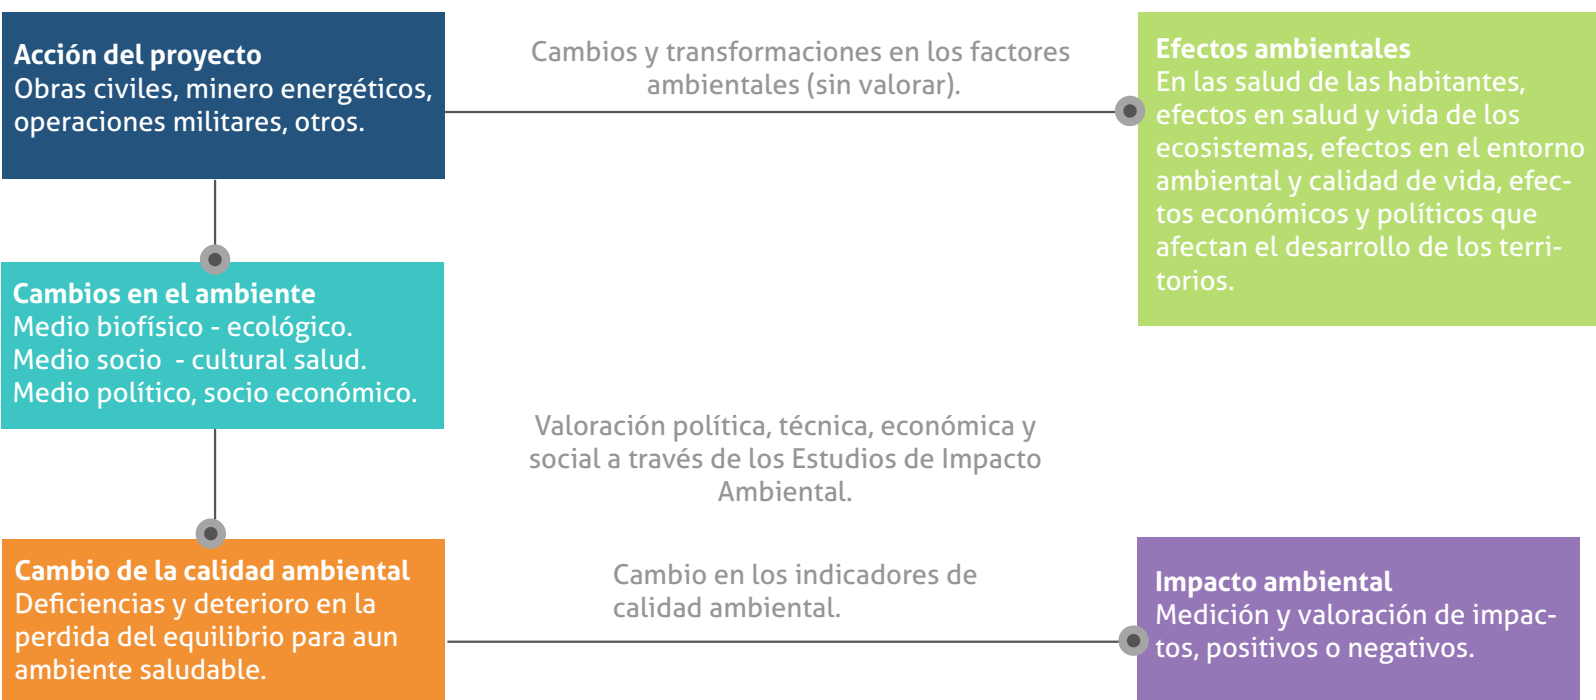 Acción del proyecto
Obras civiles, minero energéticos,
operaciones militares, otros.
Cambios y transformaciones en los factores
ambientales (sin valorar).
Efectos ambientales
En las salud de las habitantes,
efectos en salud y vida de los
ecosistemas, efectos en el entorno
ambiental y calidad de vida, efec-
tos económicos y políticos que
afectan el desarrollo de los terri-
torios.
Cambios en el ambiente
Medio biofísico - ecológico.
Medio socio  - cultural salud.
Medio político, socio económico.
Valoración política, técnica, económica y
social a través de los Estudios de Impacto
Ambiental.
Cambio de la calidad ambiental
Deficiencias y deterioro en la
perdida del equilibrio para aun
ambiente saludable.
Cambio en los indicadores de
calidad ambiental.
Impacto ambiental
Medición y valoración de impac-
tos, positivos o negativos.